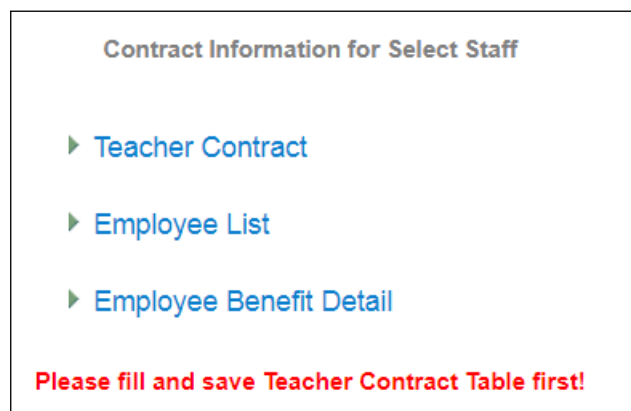 Contract Information for Select Staff
Teacher Contract
Employee List
Employee Benefit Detail
Please fill and save Teacher Contract Table first!